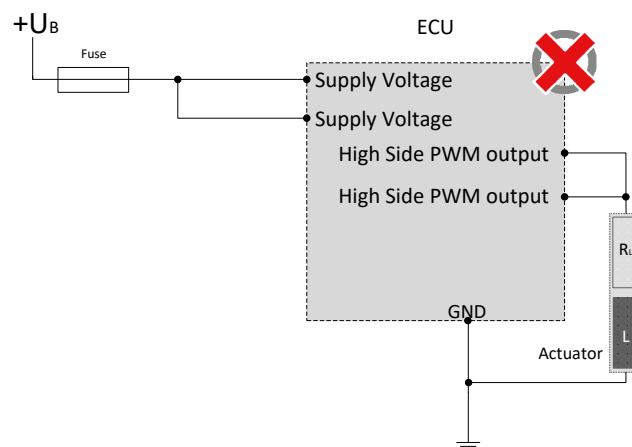 +UB
ECU
Fuse
Supply Voltage
Supply Voltage
High Side PWM output
High Side PWM output
RL
GND
L
Actuator